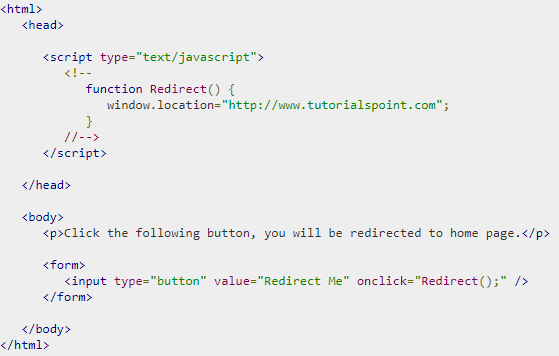 <html>
<head>
<script type="text/javascript">
<!--
function Redirect() {
window.location="http://www.tutorialspoint.com";
}
//-->
</script>
</head>
<body>
<p>Click the following button, you will be redirected to home page.</p>
<form>
<input type="button" value="Redirect Me" onclick="Redirect();" />
</form>
</body>
</html>